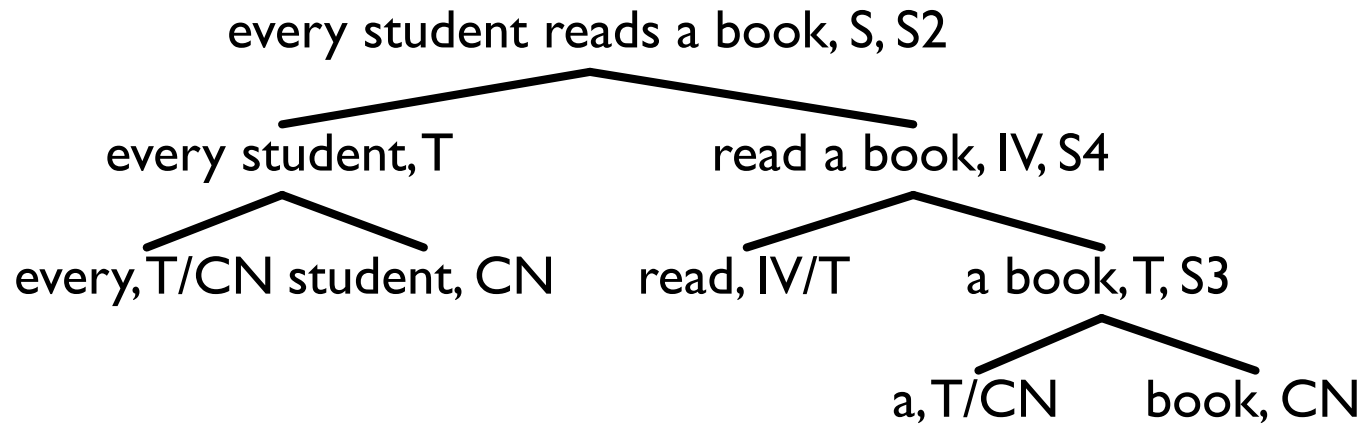 every student reads a book, S, S2
every student, T read a book, IV, S4
every, T/CN student, CN read, IV/T a book, T, S3
a, T/CN book, CN